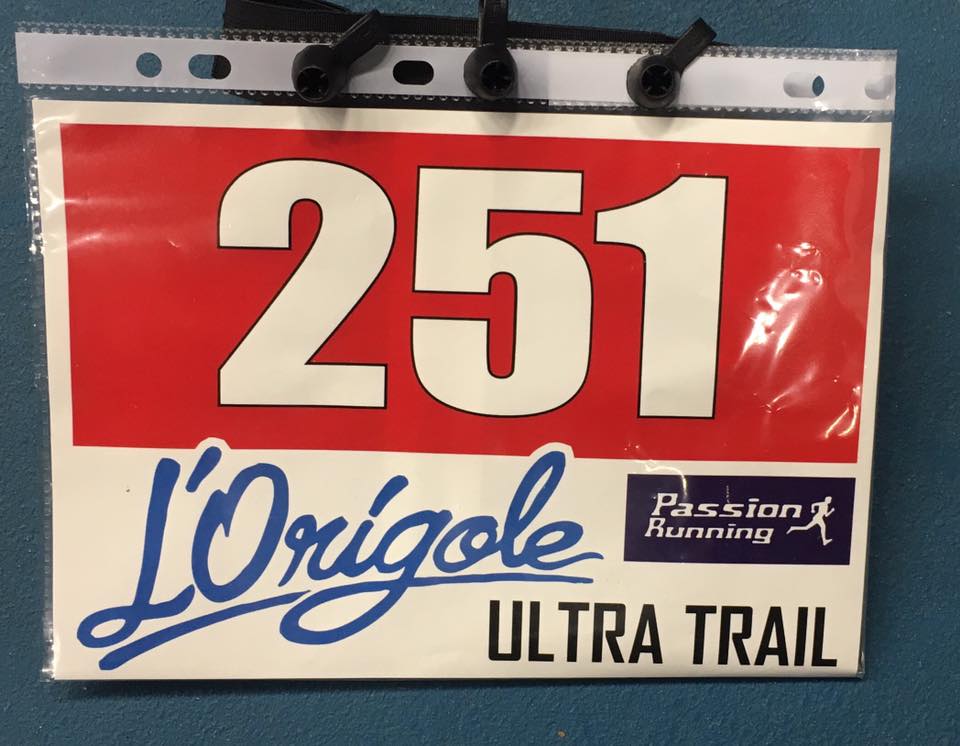 251
L'Origole
Passion
Running
ULTRA TRAIL